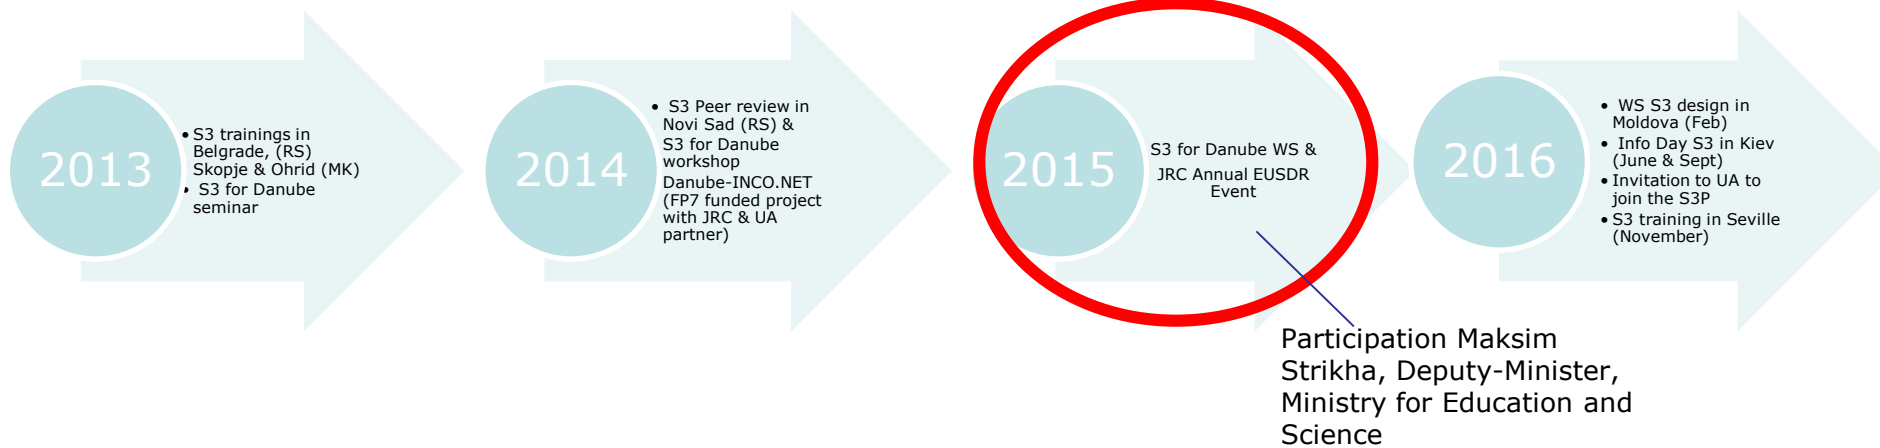 2013
• S3 trainings in
Belgrade, (RS)
Skopje & Ohrid (MK)
• S3 for Danube
seminar
2014
• S3 Peer review in
Novi Sad (RS) &
S3 for Danube
workshop
Danube-INCO.NET
(FP7 funded project
with JRC & UA
partner)
2015
S3 for Danube WS &
JRC Annual EUSDR
Event
2016
• WS S3 design in
Moldova (Feb)
• Info Day S3 in Kiev
(June & Sept)
• Invitation to UA to
join the S3P
• S3 training in Seville
(November)
Participation Maksim
Strikha, Deputy-Minister,
Ministry for Education and
Science